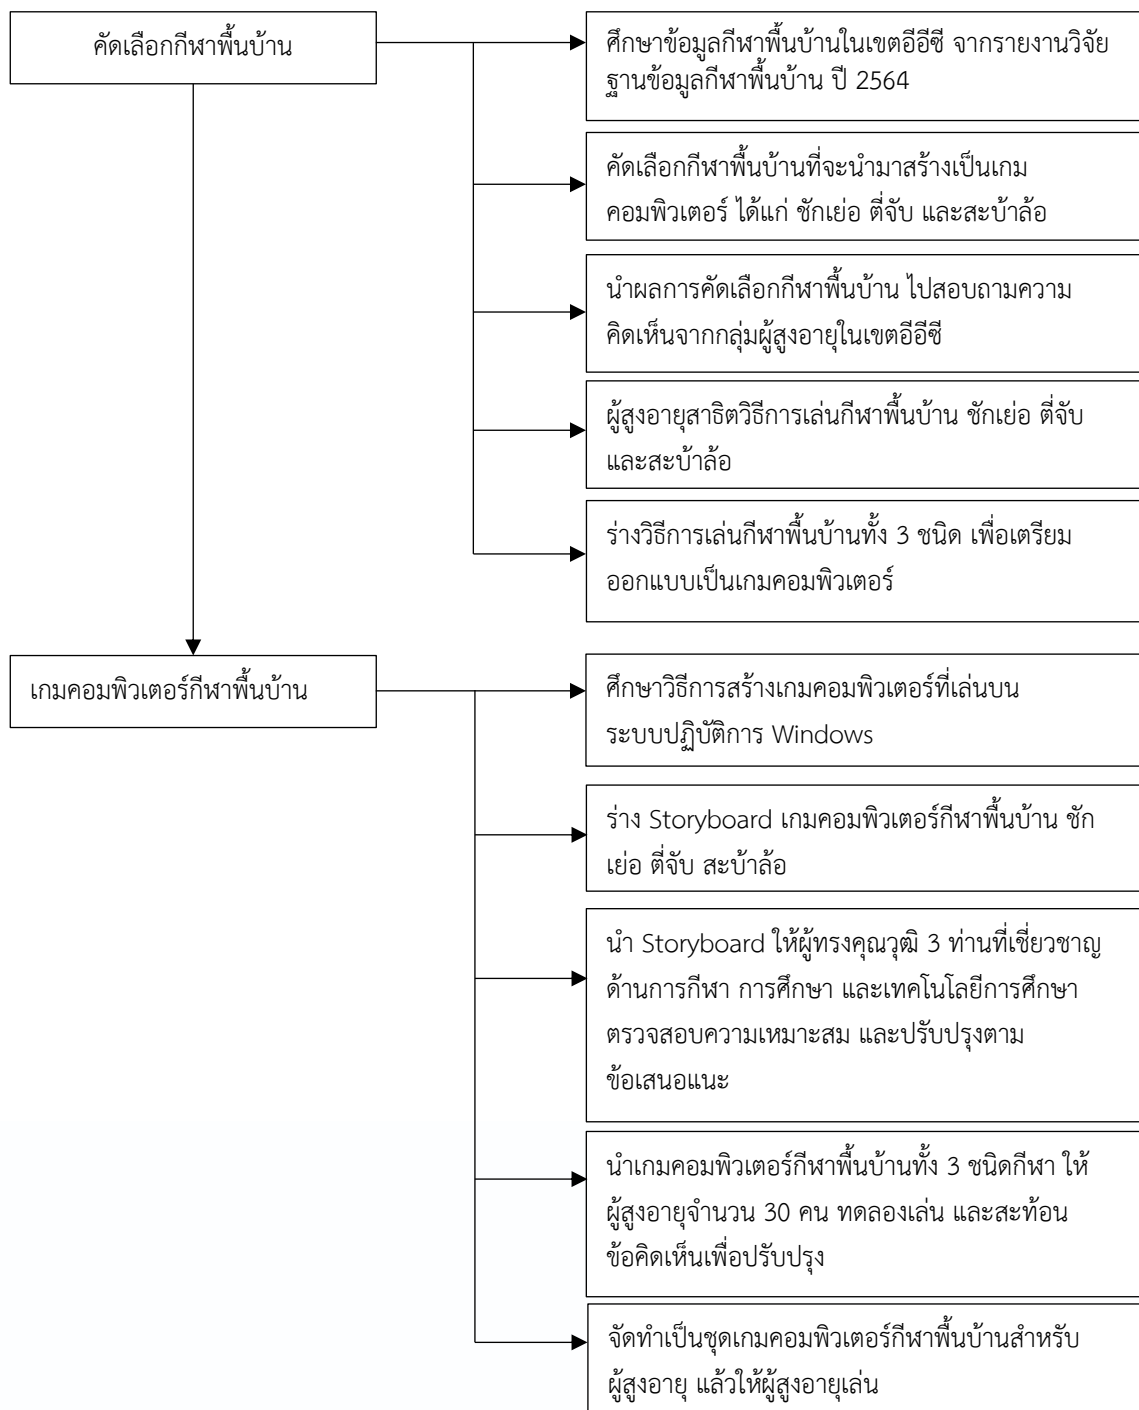 คัดเลือกกีฬาพื้นบ้าน
ศึกษาข้อมูลกีฬาพื้นบ้านในเขตอีอีซี จากรายงานวิจัย
ฐานข้อมูลกีฬาพื้นบ้าน ปี 2564
คัดเลือกกีฬาพื้นบ้านที่จะนำมาสร้างเป็นเกม
คอมพิวเตอร์ ได้แก่ ชักเย่อ ตี่จับ และสะบ้าล้อ
นำผลการคัดเลือกกีฬาพื้นบ้าน ไปสอบถามความ
คิดเห็นจากกลุ่มผู้สูงอายุในเขตอีอีซี
ผู้สูงอายุสาธิตวิธีการเล่นกีฬาพื้นบ้าน ชักเย่อ ตี่จับ
และสะบ้าล้อ
ร่างวิธีการเล่นกีฬาพื้นบ้านทั้ง 3 ชนิด เพื่อเตรียม
ออกแบบเป็นเกมคอมพิวเตอร์
เกมคอมพิวเตอร์กีฬาพื้นบ้าน
ศึกษาวิธีการสร้างเกมคอมพิวเตอร์ที่เล่นบน
ระบบปฏิบัติการ Windows
ร่าง Storyboard เกมคอมพิวเตอร์กีฬาพื้นบ้าน ชัก
เย่อ ตี่จับ สะบ้าล้อ
นำ Storyboard ให้ผู้ทรงคุณวุฒิ 3 ท่านที่เชี่ยวชาญ
ด้านการกีฬา การศึกษา และเทคโนโลยีการศึกษา
ตรวจสอบความเหมาะสม และปรับปรุงตาม
ข้อเสนอแนะ
นำเกมคอมพิวเตอร์กีฬาพื้นบ้านทั้ง 3 ชนิดกีฬา ให้
ผู้สูงอายุจำนวน 30 คน ทดลองเล่น และสะท้อน
ข้อคิดเห็นเพื่อปรับปรุง
จัดทำเป็นชุดเกมคอมพิวเตอร์กีฬาพื้นบ้านสำหรับ
ผู้สูงอายุ แล้วให้ผู้สูงอายุเล่น